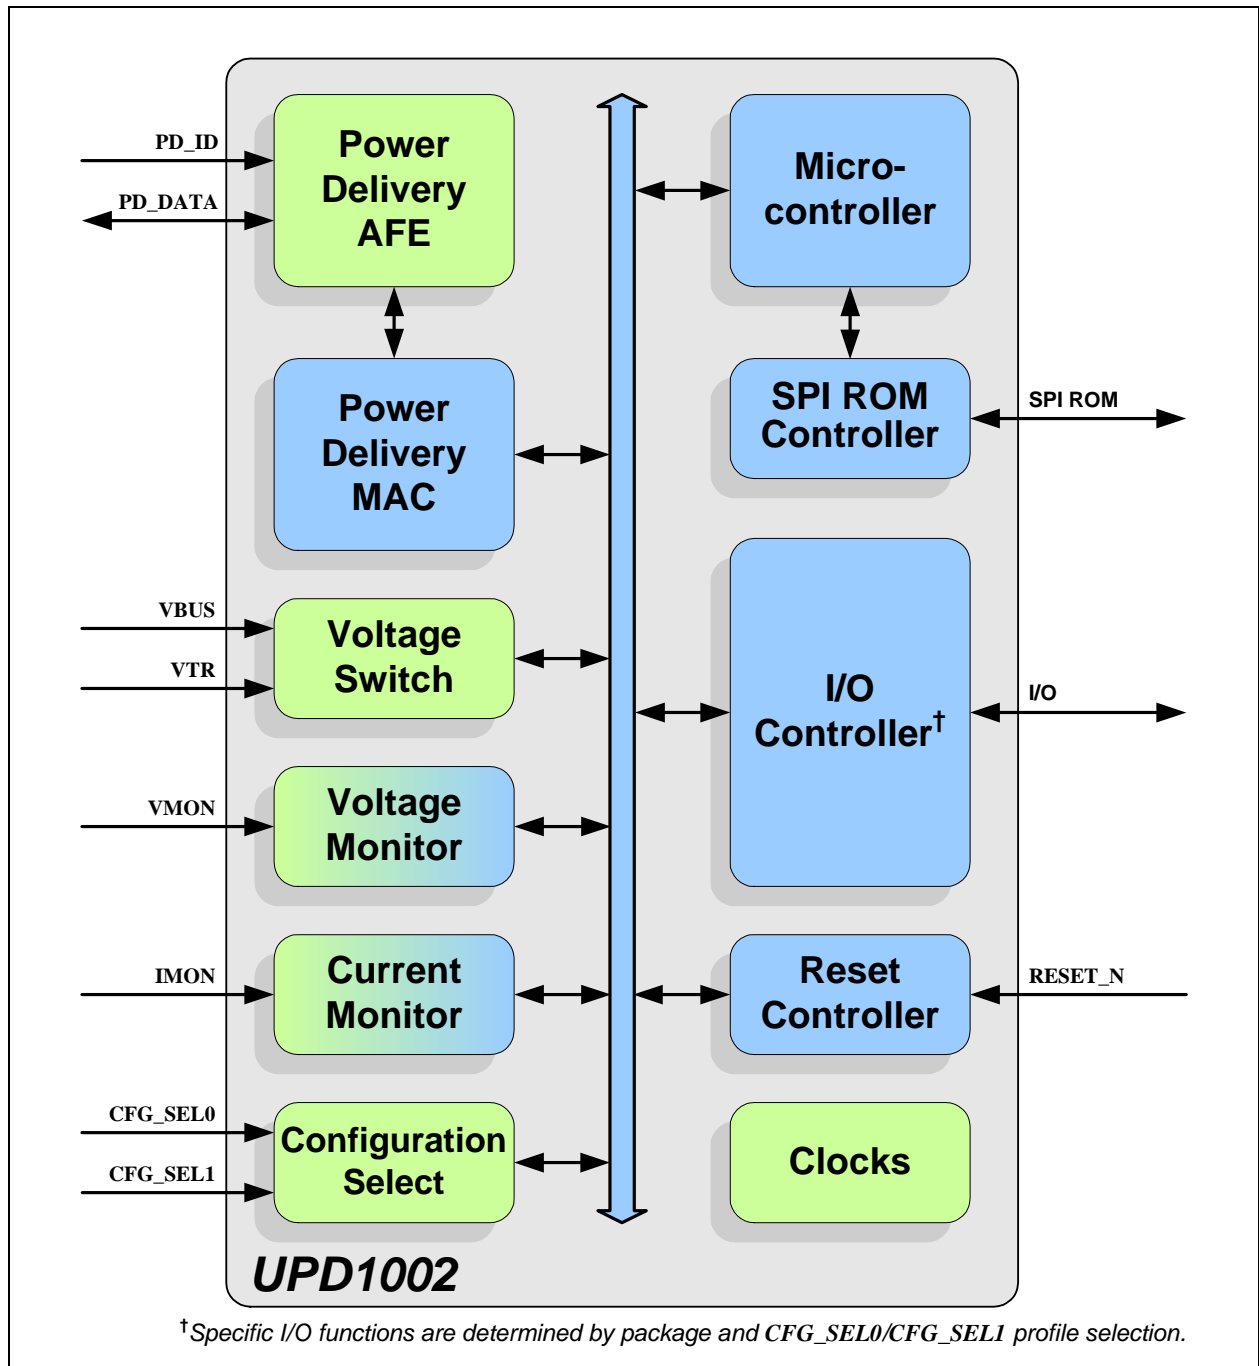 PD_ID
PD_DATA
Power
Delivery
AFE
Micro-
controller
Power
Delivery
MAC
SPI ROM
Controller
SPI ROM
VBUS
VTR
Voltage
Switch
I/O
Controller†
I/O
VMON
Voltage
Monitor
IMON
Current
Monitor
Reset
Controller
RESET_N
CFG_SEL0
CFG_SEL1
Configuration
Select
Clocks
UPD1002
†Specific I/O functions are determined by package and CFG_SEL0/CFG_SEL1 profile selection.